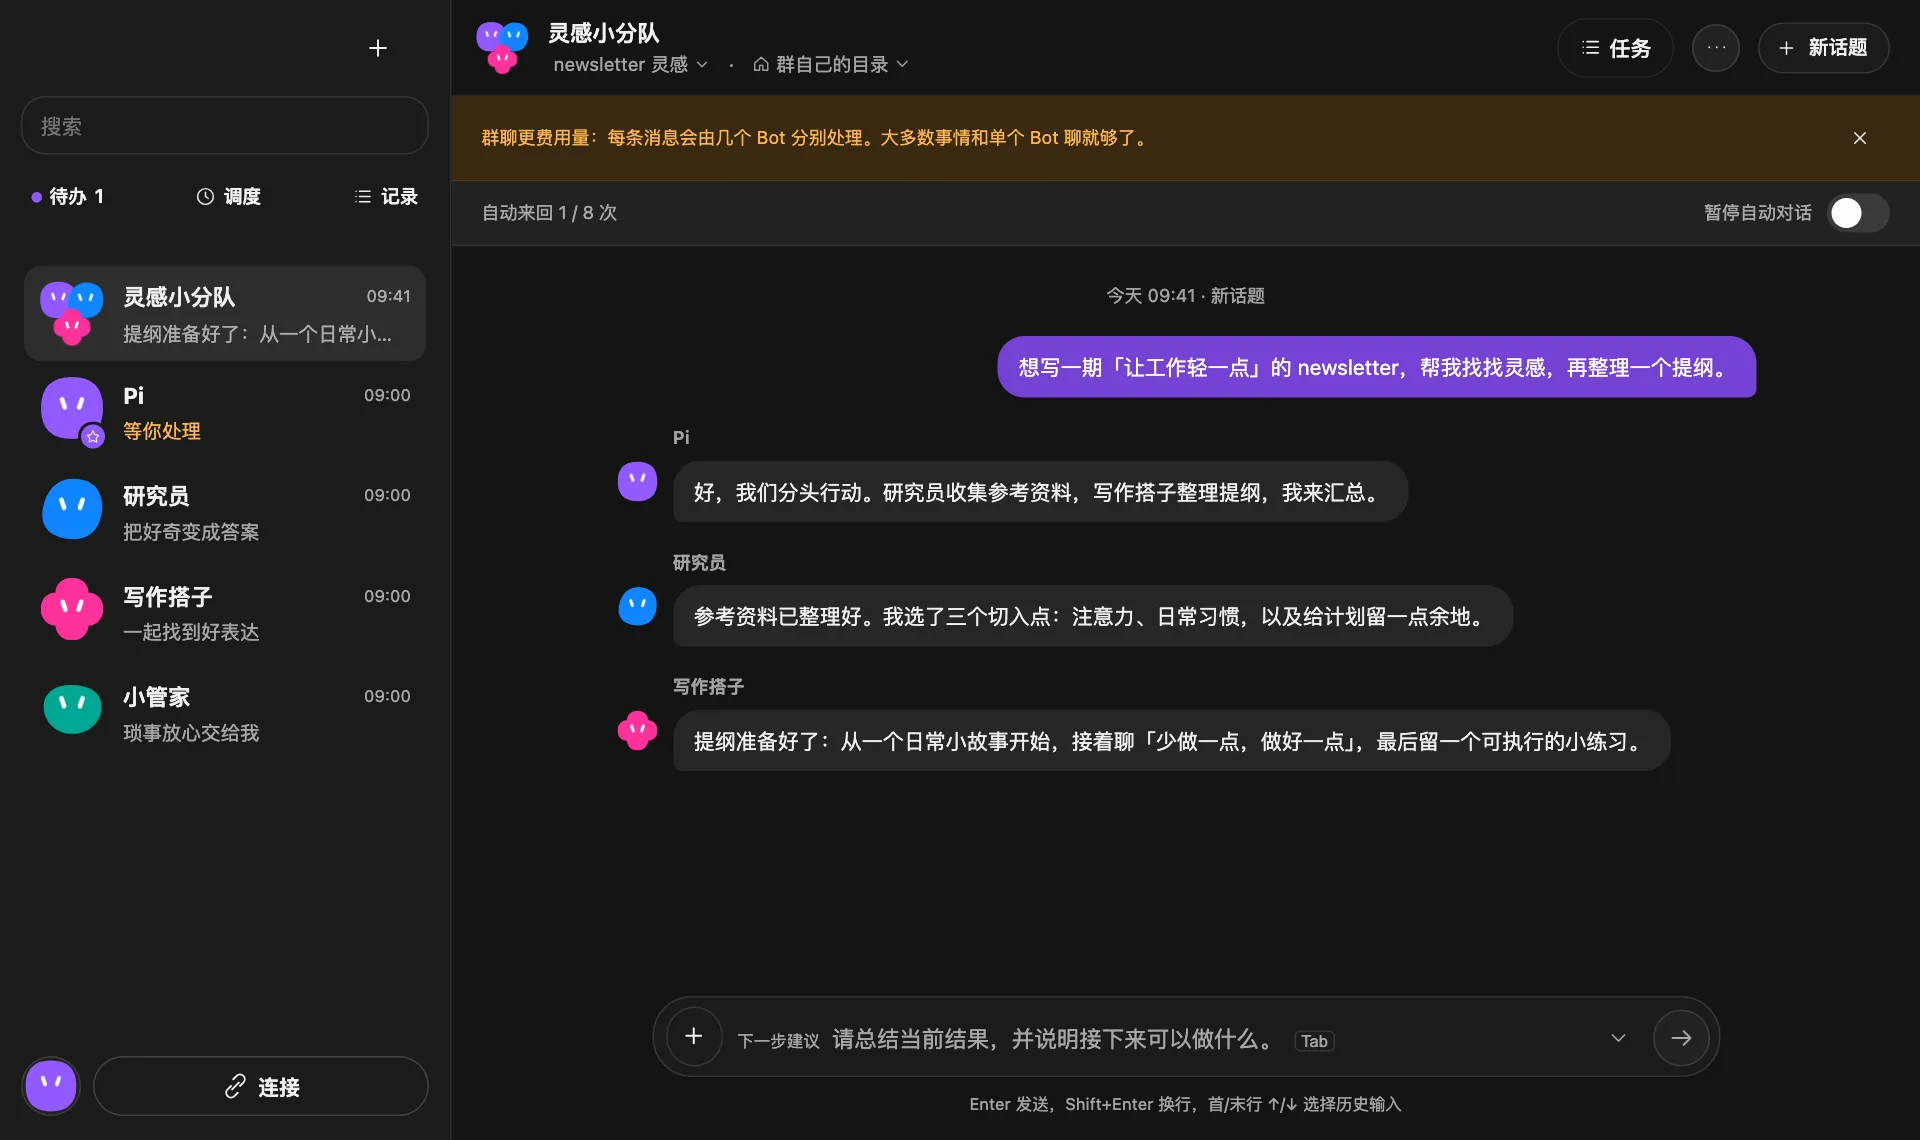 搜索
待办 1
调度
记录
灵感小分队
09:41
提纲准备好了：从一个日常小...
Pi
09:00
等你处理
研究员
09:00
把好奇变成答案
写作搭子
09:00
一起找到好表达
小管家
09:00
琐事放心交给我
连接
灵感小分队
newsletter 灵感 · 群自己的目录
任务
新话题
群聊更费用量：每条消息会由几个 Bot 分别处理。大多数事情和单个 Bot 聊就够了。
自动来回 1 / 8 次
暂停自动对话
今天 09:41 · 新话题
想写一期「让工作轻一点」的 newsletter，帮我找找灵感，再整理一个提纲。
Pi
好，我们分头行动。研究员收集参考资料，写作搭子整理提纲，我来汇总。
研究员
参考资料已整理好。我选了三个切入点：注意力、日常习惯，以及给计划留一点余地。
写作搭子
提纲准备好了：从一个日常小故事开始，接着聊「少做一点，做好一点」，最后留一个可执行的小练习。
下一步建议 请总结当前结果，并说明接下来可以做什么。 Tab
Enter 发送，Shift+Enter 换行，首/末行 ↑/↓ 选择历史输入